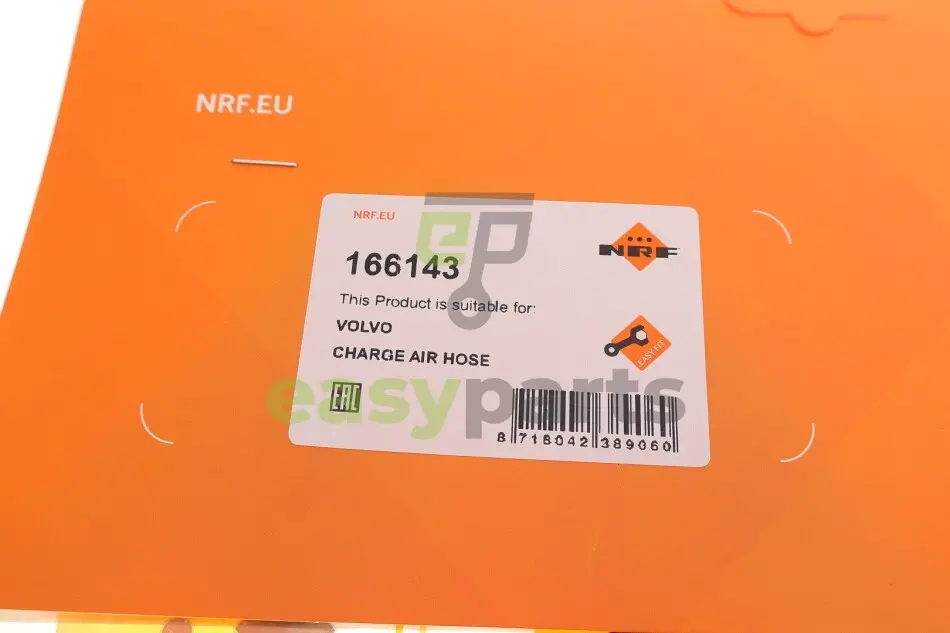 NRF.EU
NRF.EU
166143
NRF
This Product is suitable for:
VOLVO
CHARGE AIR HOSE
EASY FIT
EAC
8 718042 389060
ep
easyparts